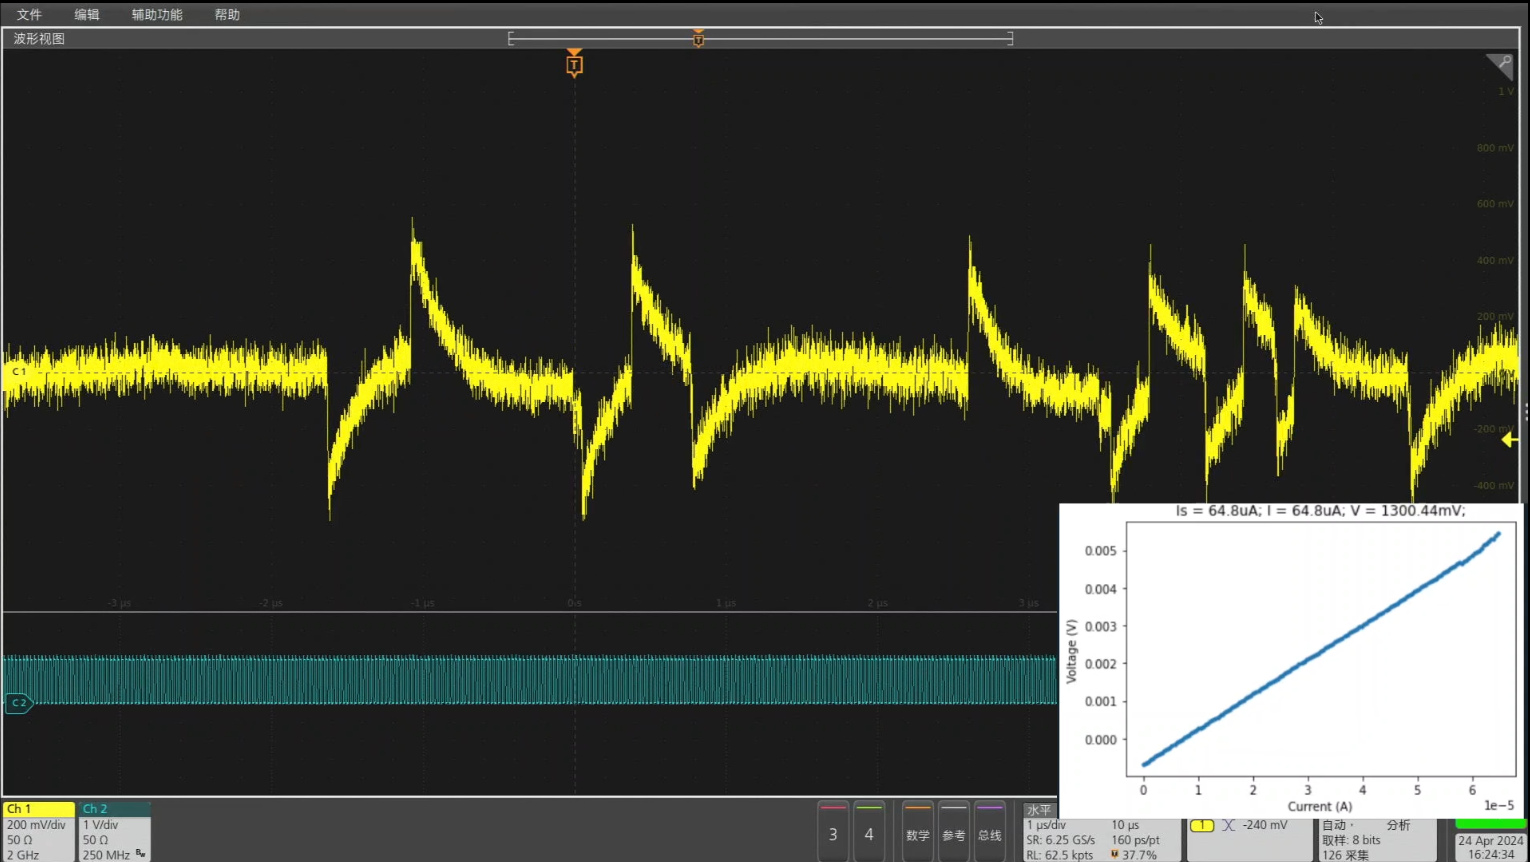 文件 编辑 辅助功能 帮助
波形视图
T
T
1 V
800 mV
600 mV
400 mV
200 mV
C 1
-200 mV
-400 mV
-3 µs -2 µs -1 µs 0 s 1 µs 2 µs 3 µs
C 2
Is = 64.8uA; I = 64.8uA; V = 1300.44mV;
0.005
0.004
0.003
0.002
0.001
0.000
Voltage (V)
0 1 2 3 4 5 6
Current (A)
1e−5
Ch 1
200 mV/div
50 Ω
2 GHz
Ch 2
1 V/div
50 Ω
250 MHz Bw
3
4
数学
参考
总线
水平
1 µs/div 10 µs
SR: 6.25 GS/s 160 ps/pt
RL: 62.5 kpts 37.7%
1 -240 mV
自动， 分析
取样: 8 bits
126 采集
24 Apr 2024
16:24:34